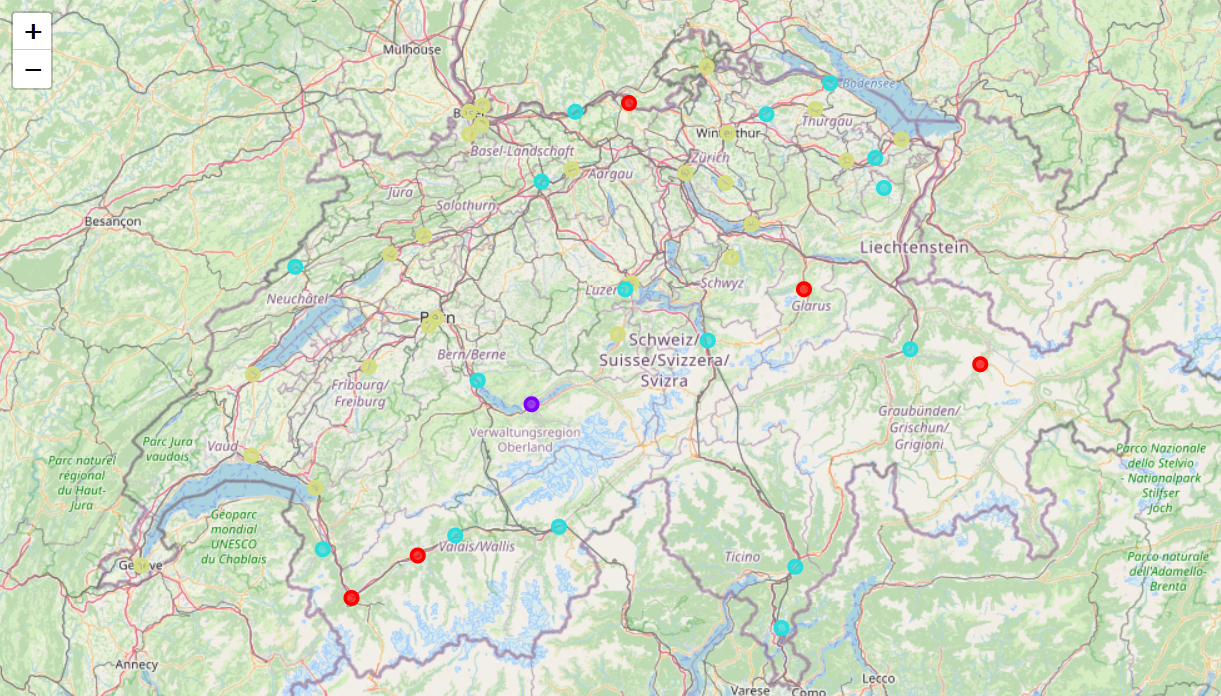 +
−
Mulhouse
Bodensee
Winterthur
Thurgau
Basel-Landschaft
Zürich
Aargau
Jura
Solothurn
Besançon
Liechtenstein
Schwyz
Neuchâtel
Glarus
Schweiz/
Suisse/Svizzera/
Svizra
Bern/Berne
Fribourg/
Freiburg
Graubünden/
Grischun/
Grigioni
Verwaltungsregion
Oberland
Parc Jura
vaudois
Vaud
Parc naturel
régional
du Haut-
Jura
Parco Nazionale
dello Stelvio
- Nationalpark
Stilfser
Joch
Géoparc
mondial
UNESCO
du Chablais
Valais/Wallis
Ticino
Genève
Parco naturale
dell'Adamello-
Brenta
Annecy
Lecco
Varese
Como